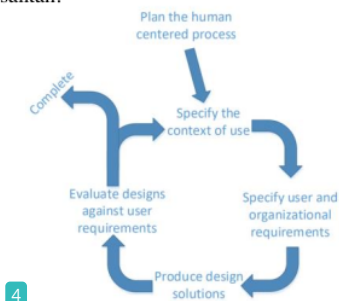 Plan the human
centered process
Complete
Specify the
context of use
Evaluate designs
against user
requirements
Specify user and
organizational
requirements
Produce design
solutions
4